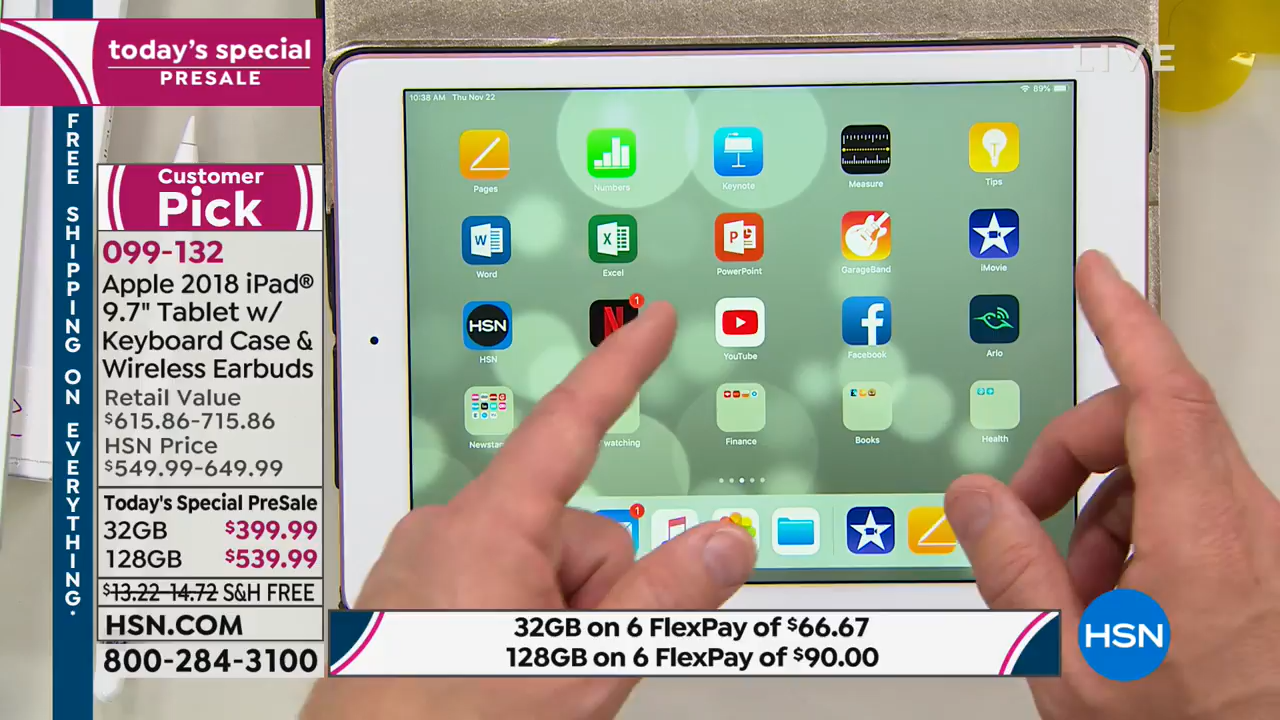 today's special
PRESALE
LIVE
FREE SHIPPING ON EVERYTHING.
Customer
Pick
099-132
Apple 2018 iPad®
9.7" Tablet w/
Keyboard Case &
Wireless Earbuds
Retail Value
$615.86-715.86
HSN Price
$549.99-649.99
Today's Special PreSale
32GB $399.99
128GB $539.99
$13.22-14.72 S&H FREE
HSN.COM
800-284-3100
10:38 AM Thu Nov 22
89%
Pages Numbers Keynote Measure Tips
Word Excel PowerPoint GarageBand iMovie
HSN
1
N
HSN YouTube Facebook Arlo
watching Finance Books Health
1
32GB on 6 FlexPay of $66.67
128GB on 6 FlexPay of $90.00
HSN